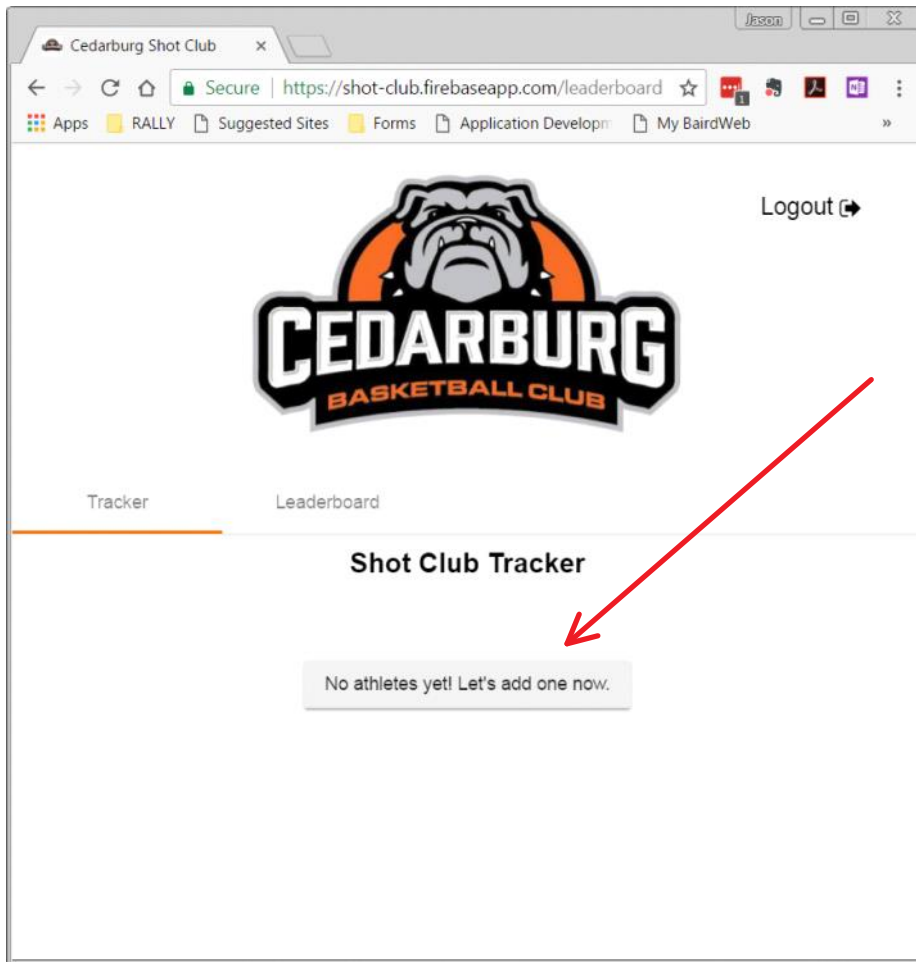 Jason
Cedarburg Shot Club
Secure https://shot-club.firebaseapp.com/leaderboard
1
Apps RALLY Suggested Sites Forms Application Developm My BairdWeb »
Logout
CEDARBURG
BASKETBALL CLUB
Tracker Leaderboard
Shot Club Tracker
No athletes yet! Let's add one now.